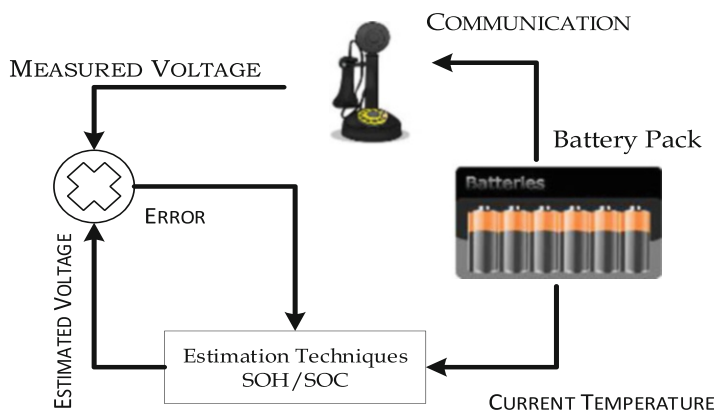 COMMUNICATION
MEASURED VOLTAGE
Battery Pack
Batteries
ERROR
ESTIMATED VOLTAGE
Estimation Techniques
SOH/SOC
CURRENT TEMPERATURE